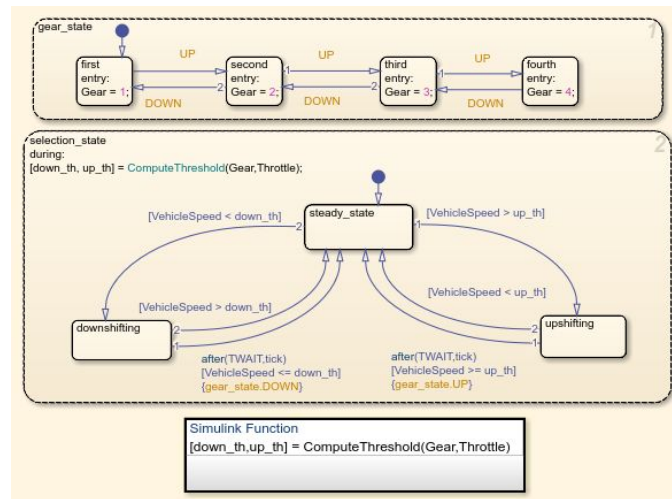 gear_state
1
first
entry:
Gear = 1;
UP
DOWN
2
second
entry:
Gear = 2;
1
UP
DOWN
2
third
entry:
Gear = 3;
1
UP
DOWN
fourth
entry:
Gear = 4;
selection_state
2
during:
[down_th, up_th] = ComputeThreshold(Gear,Throttle);
[VehicleSpeed < down_th]
2
steady_state
1
[VehicleSpeed > up_th]
[VehicleSpeed > down_th]
[VehicleSpeed < up_th]
downshifting
2
1
upshifting
2
1
after(TWAIT,tick)
[VehicleSpeed <= down_th]
{gear_state.DOWN}
after(TWAIT,tick)
[VehicleSpeed >= up_th]
{gear_state.UP}
Simulink Function
[down_th,up_th] = ComputeThreshold(Gear,Throttle)